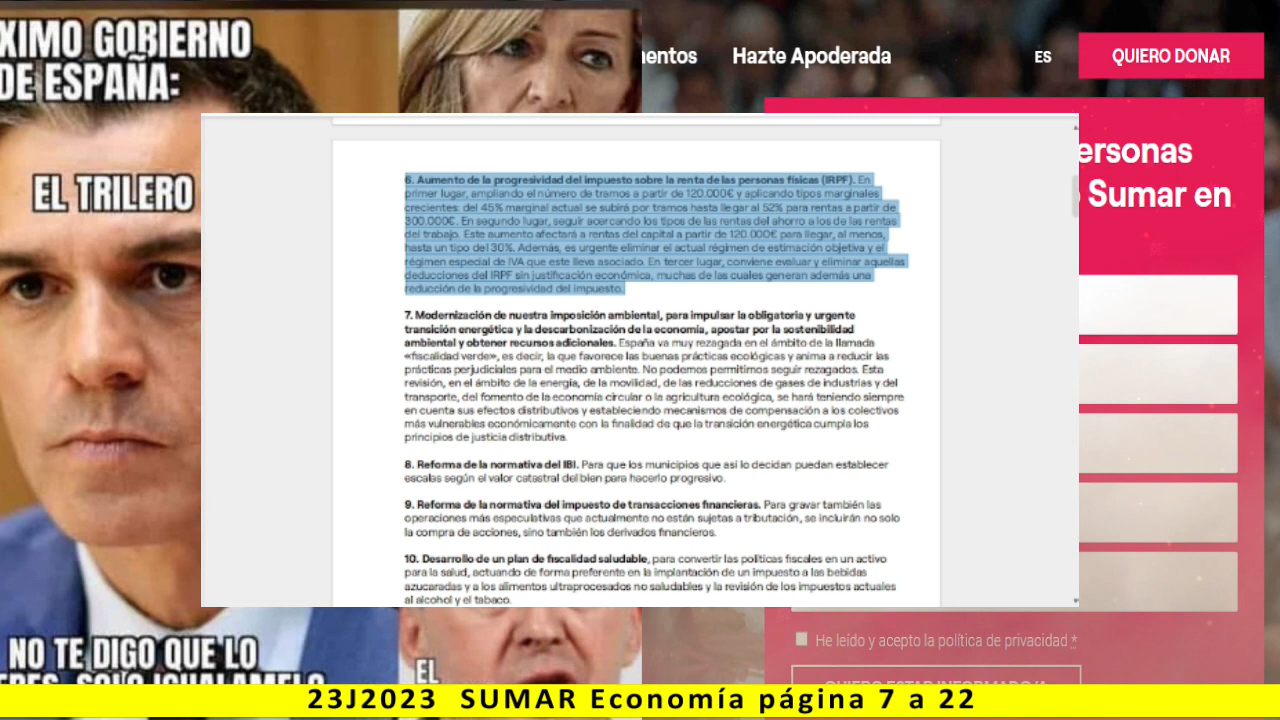 XIMO GOBIERNO
DE ESPAÑA:
EL TRILERO
NO TE DIGO QUE LO
EL
Hazte Apoderada
ES
QUIERO DONAR
ersonas
Sumar en
6. Aumento de la progresividad del impuesto sobre la renta de las personas físicas (IRPF). En
primer lugar, ampliando el número de tramos a partir de 120.000€ y aplicando tipos marginales
crecientes: del 45% marginal actual se subirá por tramos hasta llegar al 52% para rentas a partir de
300.000€. En segundo lugar, seguir acercando los tipos de las rentas del ahorro a los de las rentas
del trabajo. Este aumento afectará a rentas del capital a partir de 120.000€ para llegar, al menos,
hasta un tipo del 30%. Además, es urgente eliminar el actual régimen de estimación objetiva y el
régimen especial de IVA que este lleva asociado. En tercer lugar, conviene evaluar y eliminar aquellas
deducciones del IRPF sin justificación económica, muchas de las cuales generan además una
reducción de la progresividad del impuesto.
7. Modernización de nuestra imposición ambiental, para impulsar la obligatoria y urgente
transición energética y la descarbonización de la economía, apostar por la sostenibilidad
ambiental y obtener recursos adicionales. España va muy rezagada en el ámbito de la llamada
«fiscalidad verde», es decir, la que favorece las buenas prácticas ecológicas y anima a reducir las
prácticas perjudiciales para el medio ambiente. No podemos permitirnos seguir rezagados. Esta
revisión, en el ámbito de la energía, de la movilidad, de las reducciones de gases de industrias y del
transporte, del fomento de la economía circular o la agricultura ecológica, se hará teniendo siempre
en cuenta sus efectos distributivos y estableciendo mecanismos de compensación a los colectivos
más vulnerables económicamente con la finalidad de que la transición energética cumpla los
principios de justicia distributiva.
8. Reforma de la normativa del IBI. Para que los municipios que así lo decidan puedan establecer
escalas según el valor catastral del bien para hacerlo progresivo.
9. Reforma de la normativa del impuesto de transacciones financieras. Para gravar también las
operaciones más especulativas que actualmente no están sujetas a tributación, se incluirán no solo
la compra de acciones, sino también los derivados financieros.
10. Desarrollo de un plan de fiscalidad saludable, para convertir las políticas fiscales en un activo
para la salud, actuando de forma preferente en la implantación de un impuesto a las bebidas
azucaradas y a los alimentos ultraprocesados no saludables y la revisión de los impuestos actuales
al alcohol y el tabaco.
He leído y acepto la política de privacidad *
23J2023 SUMAR Economía página 7 a 22